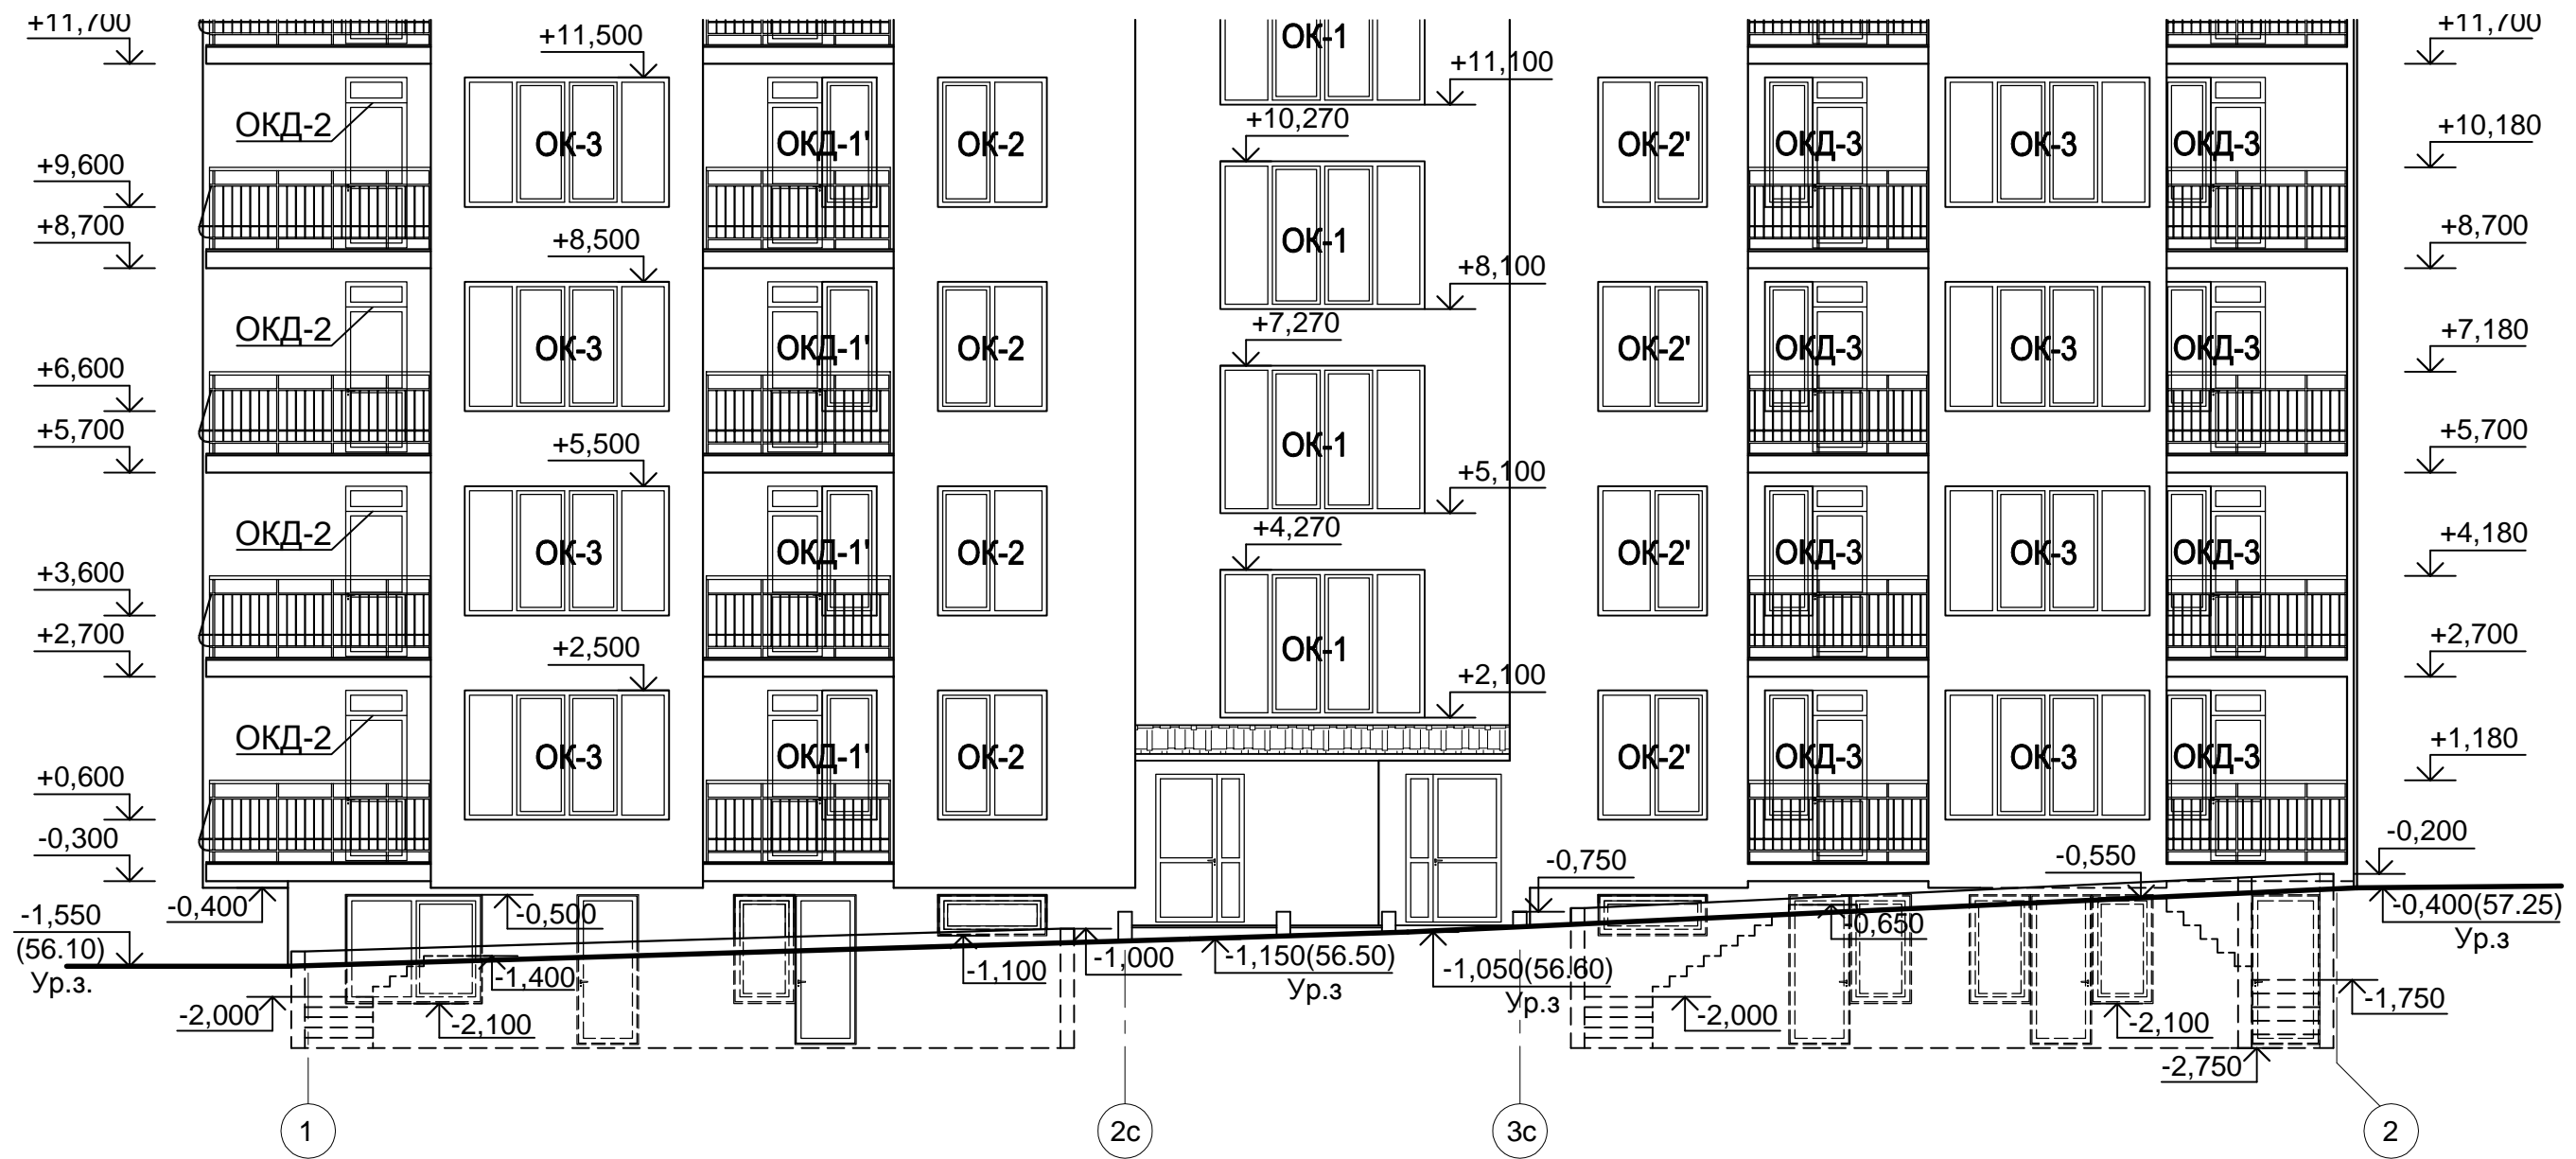 +11,700
+11,500
ОК-1
+11,700
+11,100
ОКД-2
ОК-3
ОКД-1'
ОК-2
+10,270
ОК-2'
ОКД-3
ОК-3
ОКД-3
+10,180
+9,600
+8,700
+8,500
ОК-1
+8,700
+8,100
ОКД-2
ОК-3
ОКД-1'
ОК-2
+7,270
ОК-2'
ОКД-3
ОК-3
ОКД-3
+7,180
+6,600
+5,700
+5,500
ОК-1
+5,700
+5,100
ОКД-2
ОК-3
ОКД-1'
ОК-2
+4,270
ОК-2'
ОКД-3
ОК-3
ОКД-3
+4,180
+3,600
+2,700
+2,500
ОК-1
+2,700
+2,100
ОКД-2
ОК-3
ОКД-1'
ОК-2
ОК-2'
ОКД-3
ОК-3
ОКД-3
+1,180
+0,600
-0,300
-0,750
-0,550
-0,200
-1,550
(56.10)
Ур.з.
-0,400
-0,500
-0,650
-0,400(57.25)
Ур.з
-1,400
-1,100
-1,000
-1,150(56.50)
Ур.з
-1,050(56.60)
Ур.з
-2,000
-2,100
-2,000
-2,100
-1,750
-2,750
1
2с
3с
2